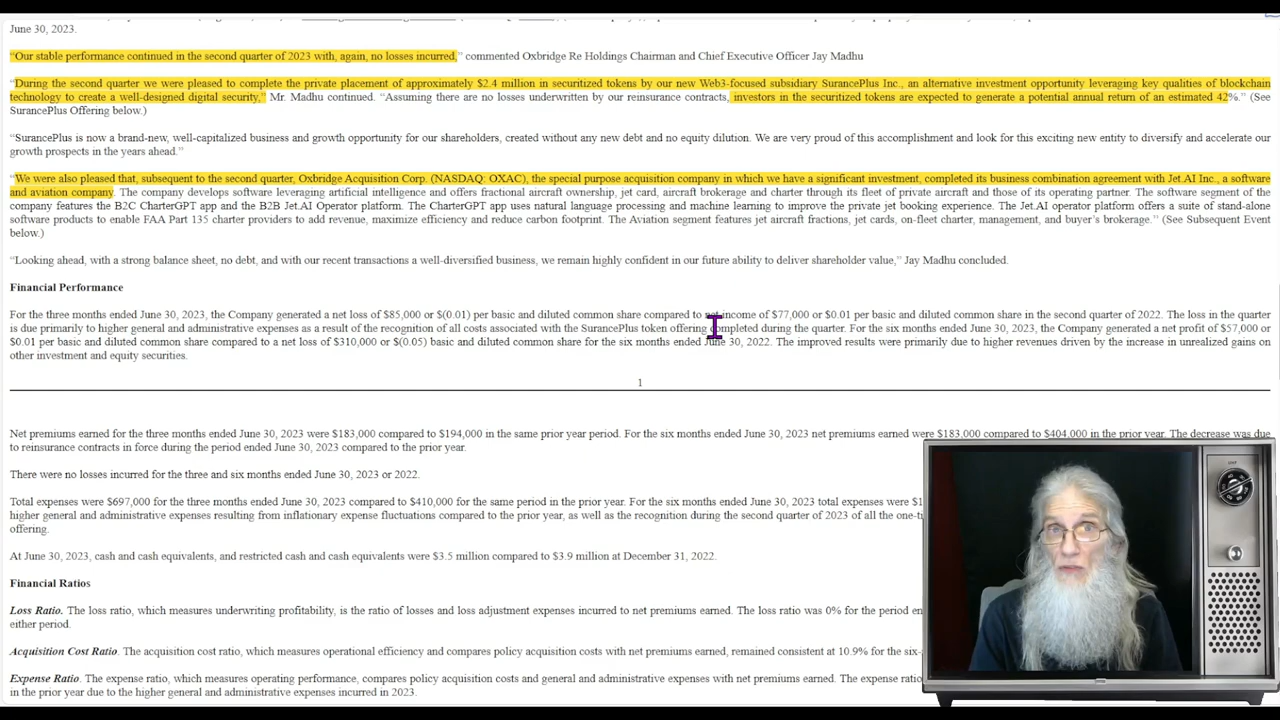 June 30, 2023.
“Our stable performance continued in the second quarter of 2023 with, again, no losses incurred,” commented Oxbridge Re Holdings Chairman and Chief Executive Officer Jay Madhu
“During the second quarter we were pleased to complete the private placement of approximately $2.4 million in securitized tokens by our new Web3-focused subsidiary SurancePlus Inc., an alternative investment opportunity leveraging key qualities of blockchain
technology to create a well-designed digital security,” Mr. Madhu continued. “Assuming there are no losses underwritten by our reinsurance contracts, investors in the securitized tokens are expected to generate a potential annual return of an estimated 42%.” (See
SurancePlus Offering below.)
“SurancePlus is now a brand-new, well-capitalized business and growth opportunity for our shareholders, created without any new debt and no equity dilution. We are very proud of this accomplishment and look for this exciting new entity to diversify and accelerate our
growth prospects in the years ahead.”
“We were also pleased that, subsequent to the second quarter, Oxbridge Acquisition Corp. (NASDAQ: OXAC), the special purpose acquisition company in which we have a significant investment, completed its business combination agreement with Jet.AI Inc., a software
and aviation company. The company develops software leveraging artificial intelligence and offers fractional aircraft ownership, jet card, aircraft brokerage and charter through its fleet of private aircraft and those of its operating partner. The software segment of the
company features the B2C CharterGPT app and the B2B Jet.AI Operator platform. The CharterGPT app uses natural language processing and machine learning to improve the private jet booking experience. The Jet.AI operator platform offers a suite of stand-alone
software products to enable FAA Part 135 charter providers to add revenue, maximize efficiency and reduce carbon footprint. The Aviation segment features jet aircraft fractions, jet cards, on-fleet charter, management, and buyer’s brokerage.” (See Subsequent Event
below.)
“Looking ahead, with a strong balance sheet, no debt, and with our recent transactions a well-diversified business, we remain highly confident in our future ability to deliver shareholder value,” Jay Madhu concluded.
Financial Performance
For the three months ended June 30, 2023, the Company generated a net loss of $85,000 or $(0.01) per basic and diluted common share compared to net income of $77,000 or $0.01 per basic and diluted common share in the second quarter of 2022. The loss in the quarter
is due primarily to higher general and administrative expenses as a result of the recognition of all costs associated with the SurancePlus token offering completed during the quarter. For the six months ended June 30, 2023, the Company generated a net profit of $57,000 or
$0.01 per basic and diluted common share compared to a net loss of $310,000 or $(0.05) basic and diluted common share for the six months ended June 30, 2022. The improved results were primarily due to higher revenues driven by the increase in unrealized gains on
other investment and equity securities.
1
Net premiums earned for the three months ended June 30, 2023 were $183,000 compared to $194,000 in the same prior year period. For the six months ended June 30, 2023 net premiums earned were $183,000 compared to $404,000 in the prior year. The decrease was due
to reinsurance contracts in force during the period ended June 30, 2023 compared to the prior year.
There were no losses incurred for the three and six months ended June 30, 2023 or 2022.
Total expenses were $697,000 for the three months ended June 30, 2023 compared to $410,000 for the same period in the prior year. For the six months ended June 30, 2023 total expenses were $1
higher general and administrative expenses resulting from inflationary expense fluctuations compared to the prior year, as well as the recognition during the second quarter of 2023 of all the one-ti
offering.
At June 30, 2023, cash and cash equivalents, and restricted cash and cash equivalents were $3.5 million compared to $3.9 million at December 31, 2022.
Financial Ratios
Loss Ratio. The loss ratio, which measures underwriting profitability, is the ratio of losses and loss adjustment expenses incurred to net premiums earned. The loss ratio was 0% for the period en
either period.
Acquisition Cost Ratio. The acquisition cost ratio, which measures operational efficiency and compares policy acquisition costs with net premiums earned, remained consistent at 10.9% for the six-
Expense Ratio. The expense ratio, which measures operating performance, compares policy acquisition costs and general and administrative expenses with net premiums earned. The expense ratio
in the prior year due to the higher general and administrative expenses incurred in 2023.